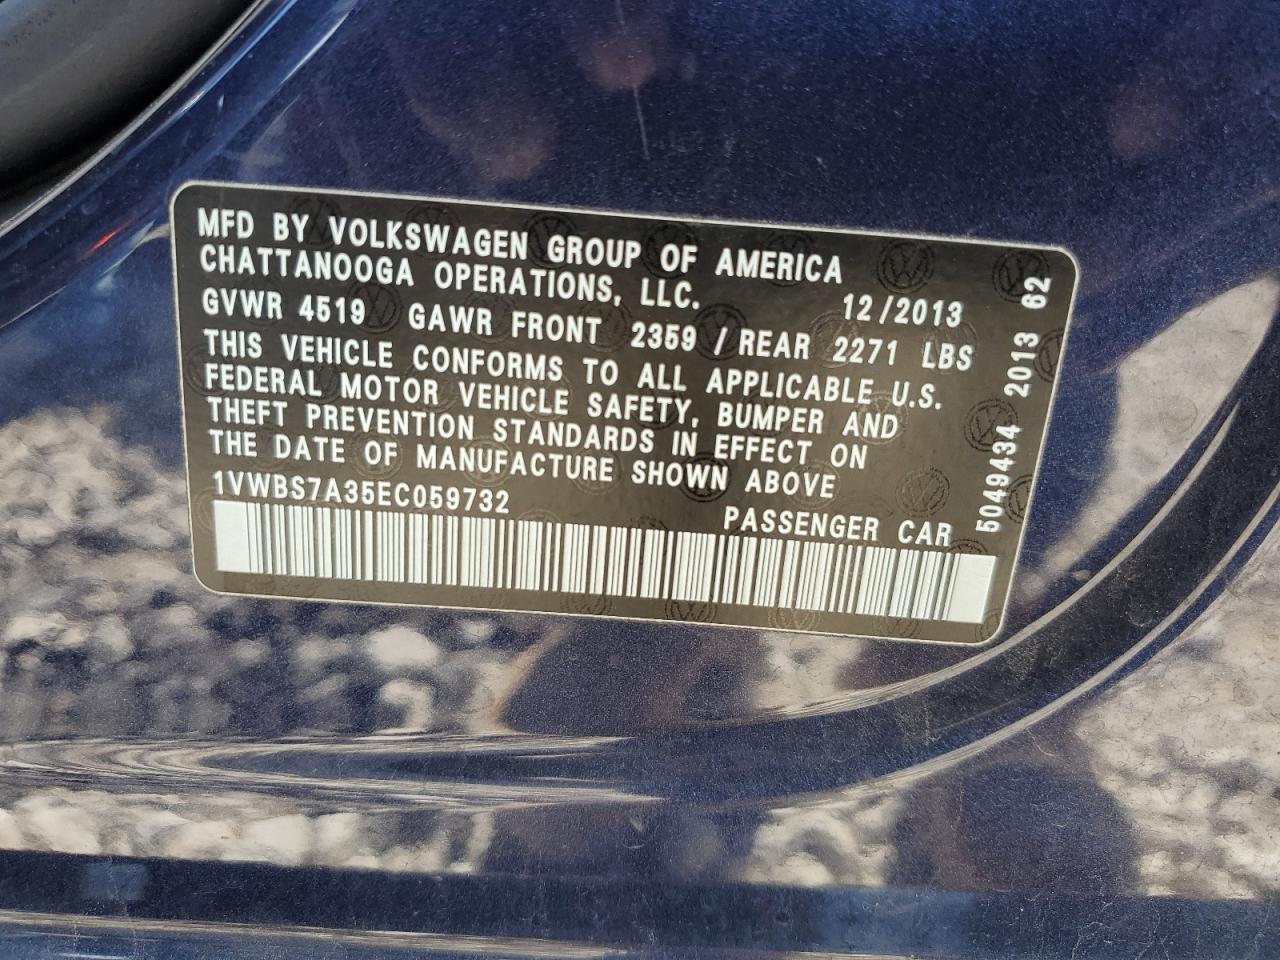 MFD BY VOLKSWAGEN GROUP OF AMERICA
CHATTANOOGA OPERATIONS, LLC. 12/2013
GVWR 4519 GAWR FRONT 2359 / REAR 2271 LBS
THIS VEHICLE CONFORMS TO ALL APPLICABLE U.S.
FEDERAL MOTOR VEHICLE SAFETY, BUMPER AND
THEFT PREVENTION STANDARDS IN EFFECT ON
THE DATE OF MANUFACTURE SHOWN ABOVE
1VWBS7A35EC059732 PASSENGER CAR
5049434 2013 62